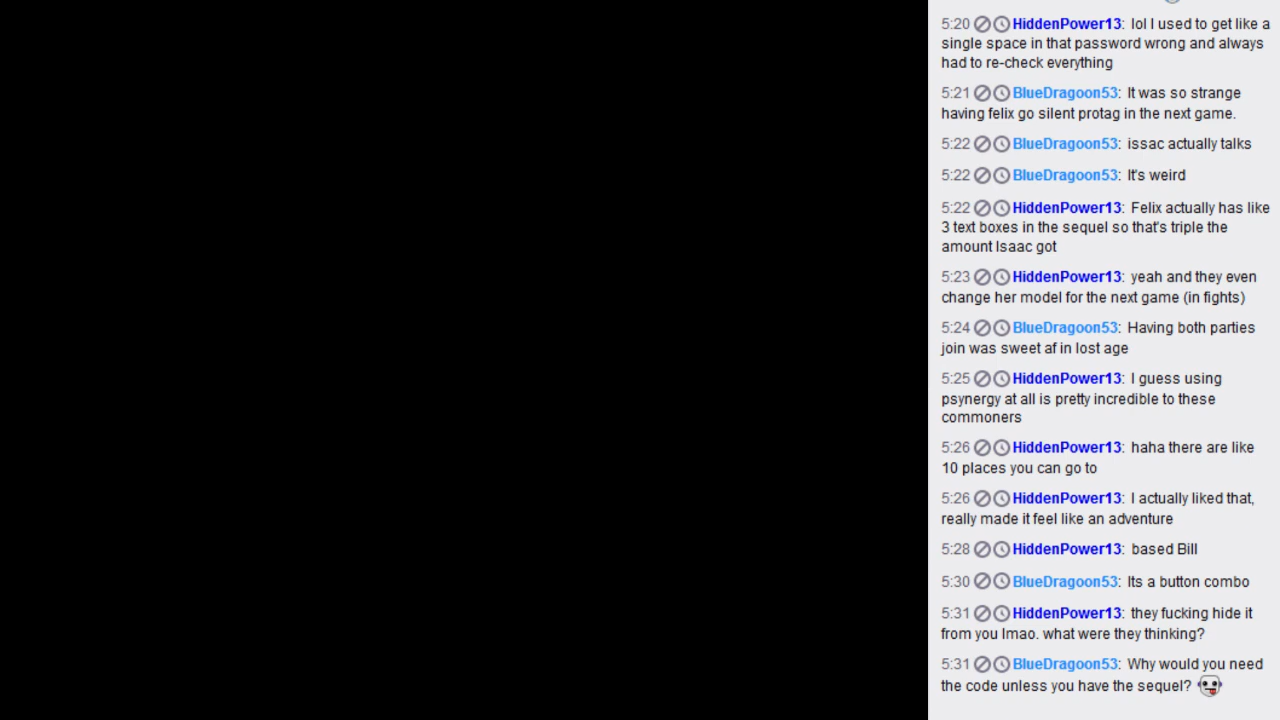 5:20 HiddenPower13: lol I used to get like a
single space in that password wrong and always
had to re-check everything
5:21 BlueDragoon53: It was so strange
having felix go silent protag in the next game.
5:22 BlueDragoon53: issac actually talks
5:22 BlueDragoon53: It's weird
5:22 HiddenPower13: Felix actually has like
3 text boxes in the sequel so that's triple the
amount Isaac got
5:23 HiddenPower13: yeah and they even
change her model for the next game (in fights)
5:24 BlueDragoon53: Having both parties
join was sweet af in lost age
5:25 HiddenPower13: I guess using
psynergy at all is pretty incredible to these
commoners
5:26 HiddenPower13: haha there are like
10 places you can go to
5:26 HiddenPower13: I actually liked that,
really made it feel like an adventure
5:28 HiddenPower13: based Bill
5:30 BlueDragoon53: Its a button combo
5:31 HiddenPower13: they fucking hide it
from you lmao. what were they thinking?
5:31 BlueDragoon53: Why would you need
the code unless you have the sequel?